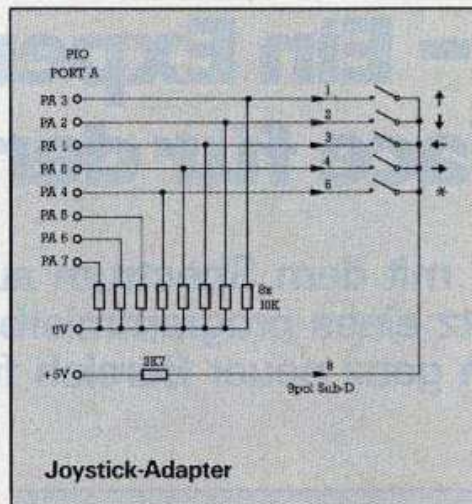 PIO
PORT A
PA 3 1 ↑
PA 2 2 ↓
PA 1 3 ←
PA 0 4 →
PA 4 6 *
PA 5
PA 6
PA 7
8x
10K
0V
+5V 2K7 8
9pol Sub-D
Joystick-Adapter